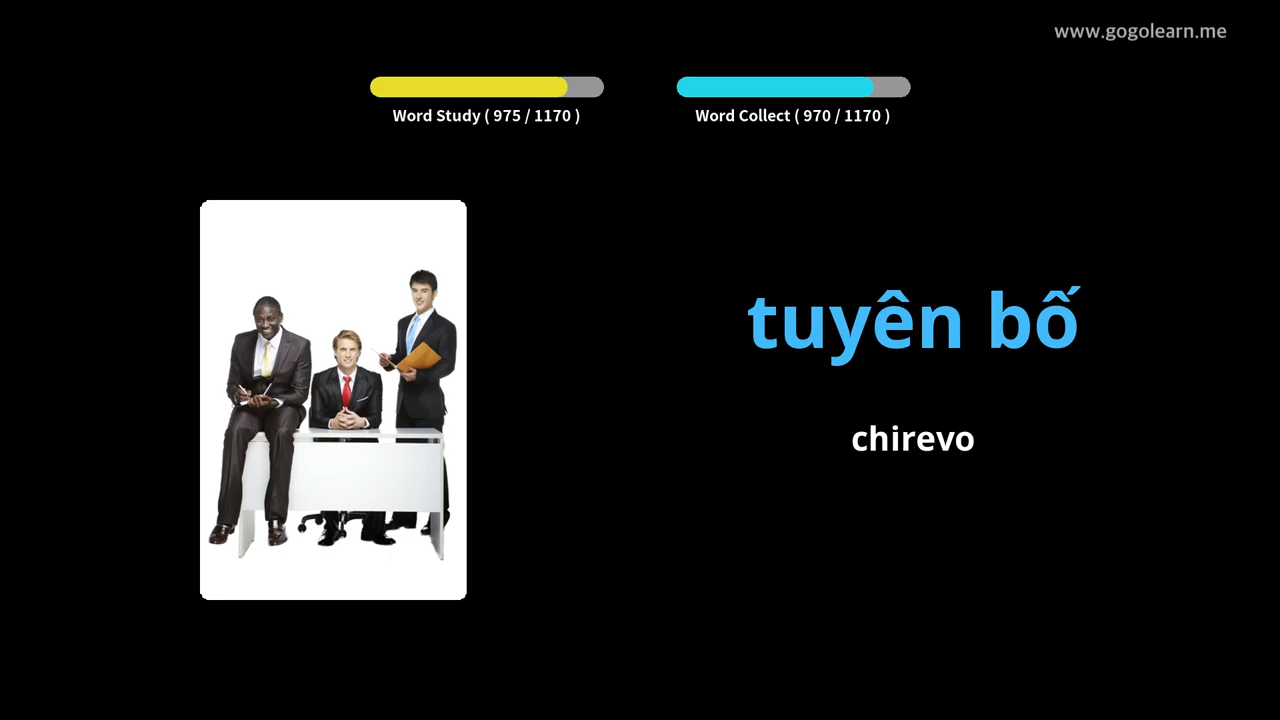 www.gogolearn.me
Word Study ( 975 / 1170 )
Word Collect ( 970 / 1170 )
tuyên bố
chirevo